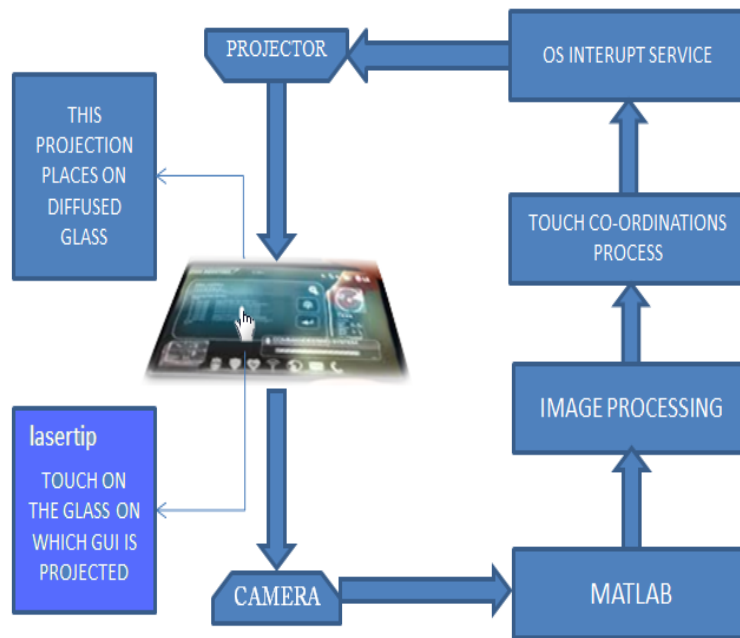 PROJECTOR
OS INTERUPT SERVICE
THIS
PROJECTION
PLACES ON
DIFFUSED
GLASS
TOUCH CO-ORDINATIONS
PROCESS
IMAGE PROCESSING
lasertip
TOUCH ON
THE GLASS ON
WHICH GUI IS
PROJECTED
CAMERA
MATLAB